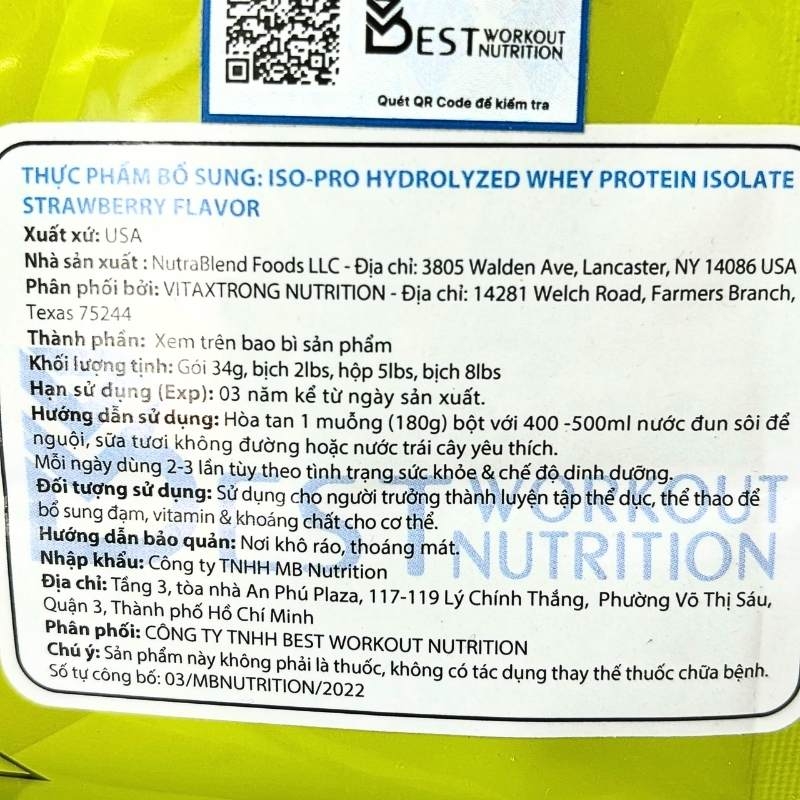 BEST WORKOUT NUTRITION
Quét QR Code để kiểm tra
THỰC PHẨM BỔ SUNG: ISO-PRO HYDROLYZED WHEY PROTEIN ISOLATE
STRAWBERRY FLAVOR
Xuất xứ: USA
Nhà sản xuất : NutraBlend Foods LLC - Địa chỉ: 3805 Walden Ave, Lancaster, NY 14086 USA
Phân phối bởi: VITAXTRONG NUTRITION - Địa chỉ: 14281 Welch Road, Farmers Branch,
Texas 75244
Thành phần: Xem trên bao bì sản phẩm
Khối lượng tịnh: Gói 34g, bịch 2lbs, hộp 5lbs, bịch 8lbs
Hạn sử dụng (Exp): 03 năm kể từ ngày sản xuất.
Hướng dẫn sử dụng: Hòa tan 1 muỗng (180g) bột với 400 -500ml nước đun sôi để
nguội, sữa tươi không đường hoặc nước trái cây yêu thích.
Mỗi ngày dùng 2-3 lần tùy theo tình trạng sức khỏe & chế độ dinh dưỡng.
Đối tượng sử dụng: Sử dụng cho người trưởng thành luyện tập thể dục, thể thao để
bổ sung đạm, vitamin & khoáng chất cho cơ thể.
Hướng dẫn bảo quản: Nơi khô ráo, thoáng mát.
Nhập khẩu: Công ty TNHH MB Nutrition
Địa chỉ: Tầng 3, tòa nhà An Phú Plaza, 117-119 Lý Chính Thắng, Phường Võ Thị Sáu,
Quận 3, Thành phố Hồ Chí Minh
Phân phối: CÔNG TY TNHH BEST WORKOUT NUTRITION
Chú ý: Sản phẩm này không phải là thuốc, không có tác dụng thay thế thuốc chữa bệnh.
Số tự công bố: 03/MBNUTRITION/2022
BEST WORKOUT NUTRITION